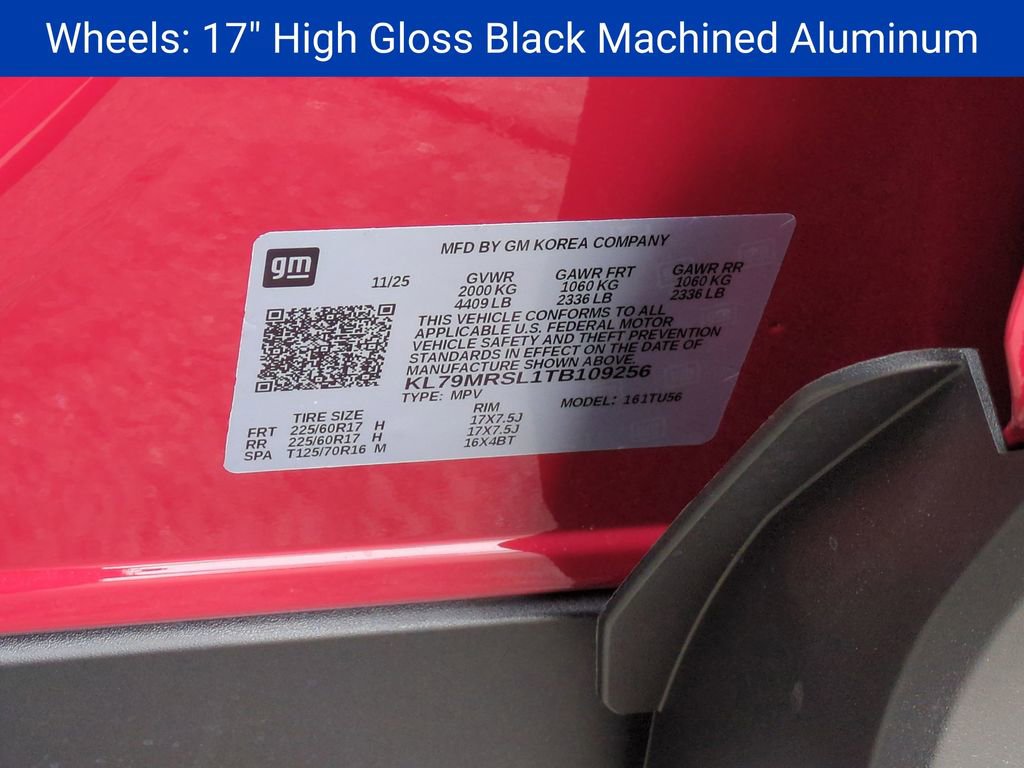 Wheels: 17" High Gloss Black Machined Aluminum
gm
MFD BY GM KOREA COMPANY
11/25
GVWR GAWR FRT GAWR RR
2000 KG 1060 KG 1060 KG
4409 LB 2336 LB 2336 LB
THIS VEHICLE CONFORMS TO ALL
APPLICABLE U.S. FEDERAL MOTOR
VEHICLE SAFETY AND THEFT PREVENTION
STANDARDS IN EFFECT ON THE DATE OF
MANUFACTURE SHOWN ABOVE.
KL79MRSL1TB109256
TYPE: MPV MODEL: 161TU56
TIRE SIZE RIM
FRT 225/60R17 H 17X7.5J
RR 225/60R17 H 17X7.5J
SPA T125/70R16 M 16X4BT